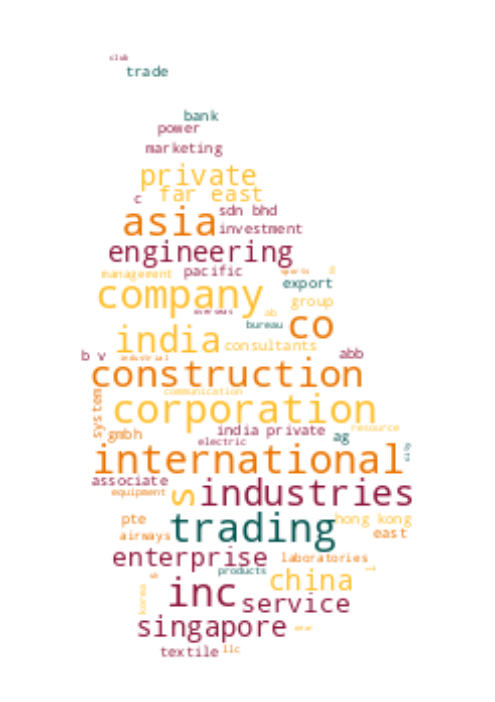 club
trade
bank
power
marketing
private
c far east
asia sdn bhd
investment
engineering
management pacific sports
export
company group
overseas ab
bureau co
india consultants
b v industrial abb
construction
communication
system corporation
gmbh india private ag resource
electric
international city
associate
equipment s industries
pte trading hong kong
airways east
enterprise laboratories
products
korea inc china
service
singapore
textile llc